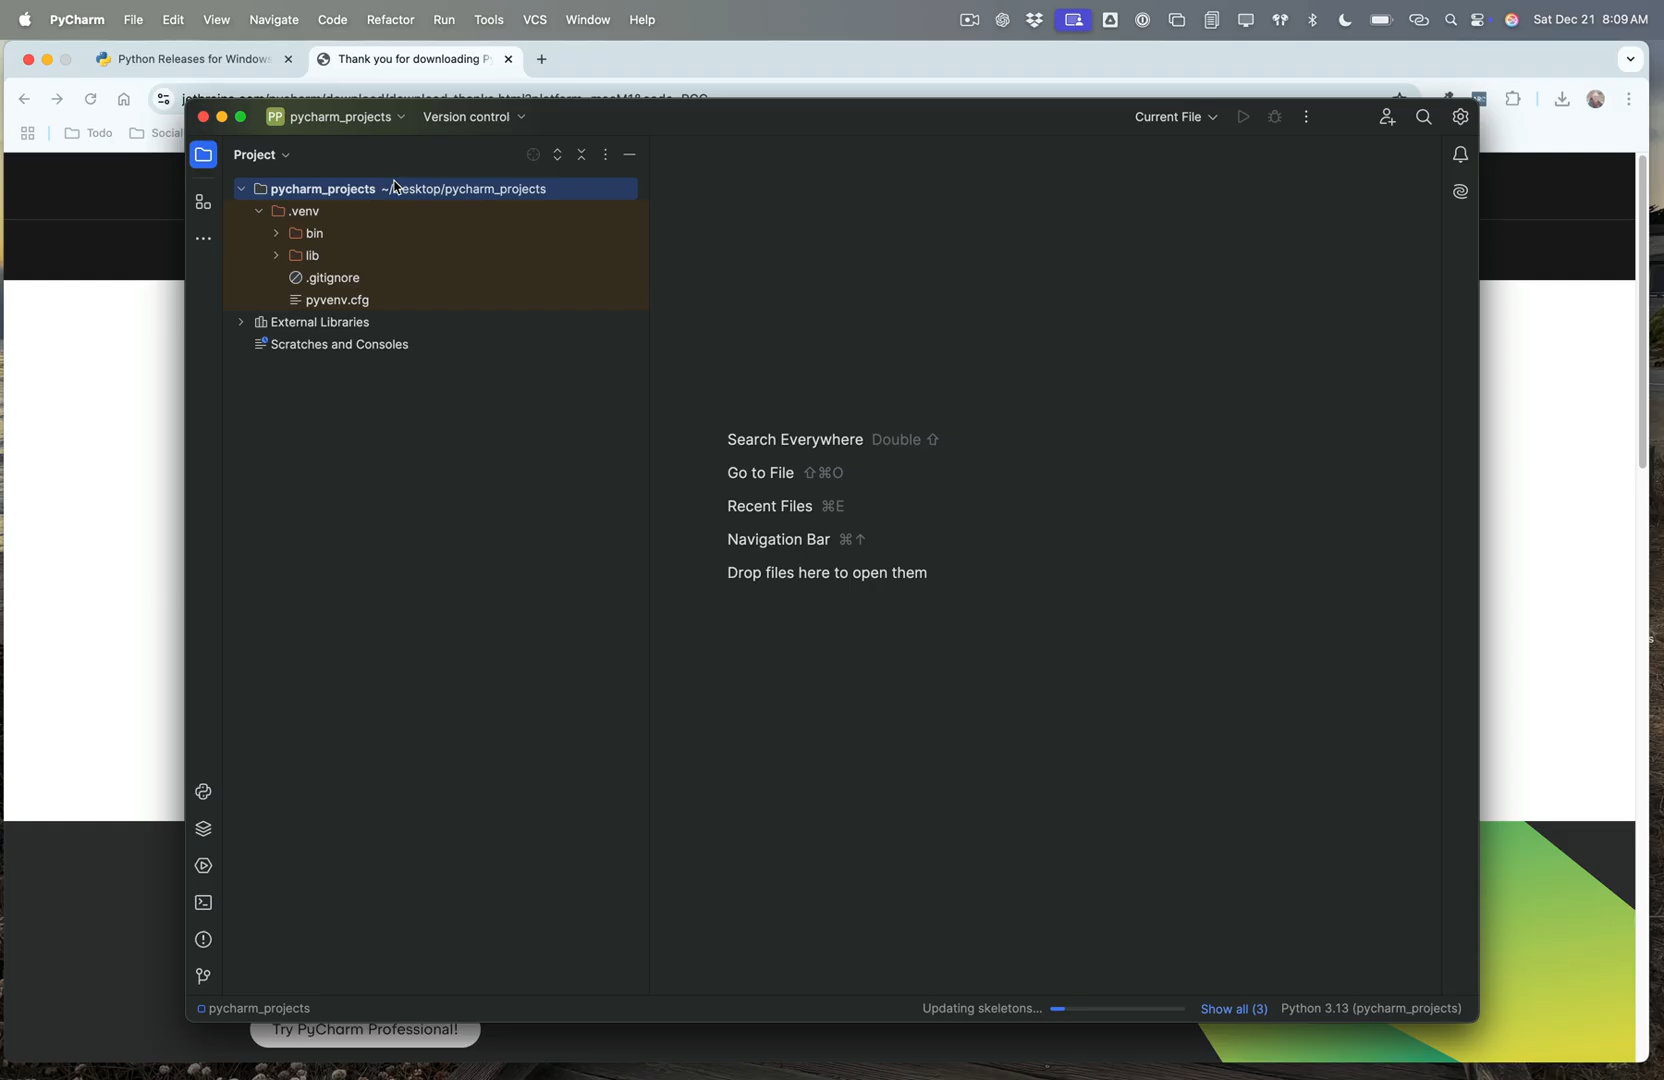 PyCharm File Edit View Navigate Code Refactor Run Tools VCS Window Help Sat Dec 21 8:09 AM
Python Releases for Windows Thank you for downloading P
Todo Social
PP pycharm_projects Version control Current File
Project
pycharm_projects ~/Desktop/pycharm_projects
.venv
bin
lib
.gitignore
pyvenv.cfg
External Libraries
Scratches and Consoles
Search Everywhere Double ⇧
Go to File ⇧⌘O
Recent Files ⌘E
Navigation Bar ⌘↑
Drop files here to open them
pycharm_projects Updating skeletons... Show all (3) Python 3.13 (pycharm_projects)
Try PyCharm Professional!